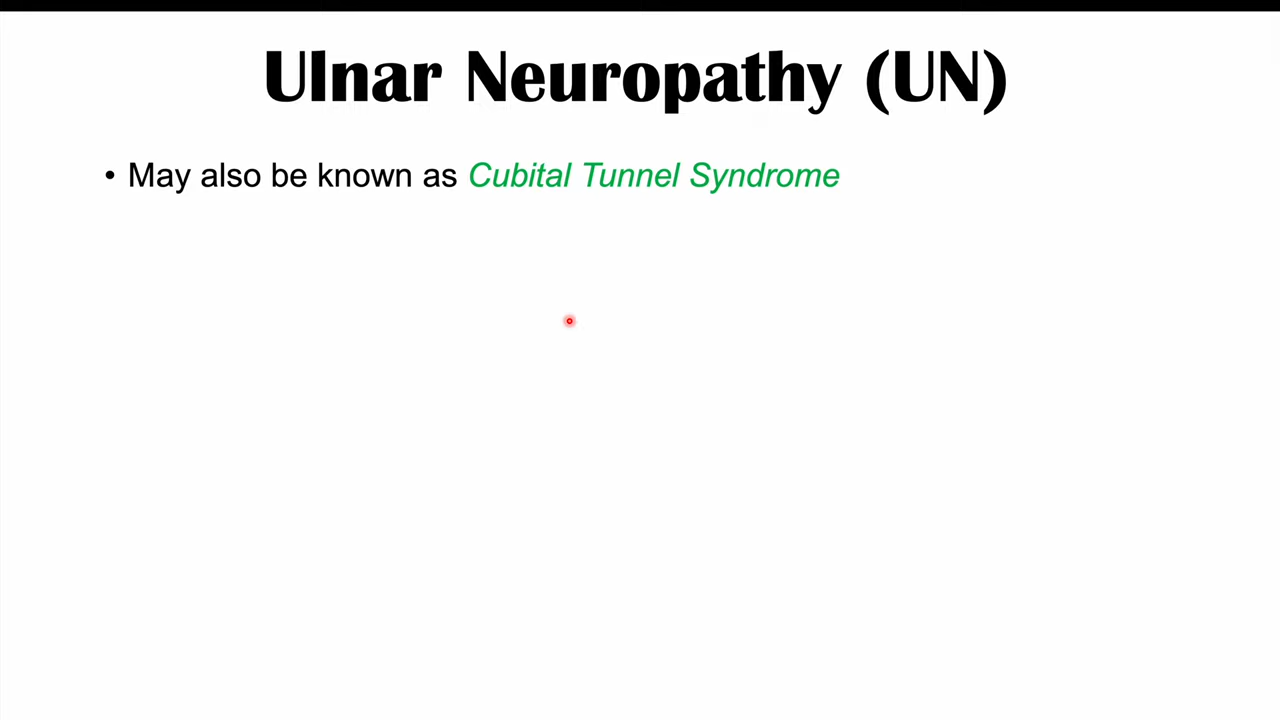 Ulnar Neuropathy (UN)
• May also be known as Cubital Tunnel Syndrome